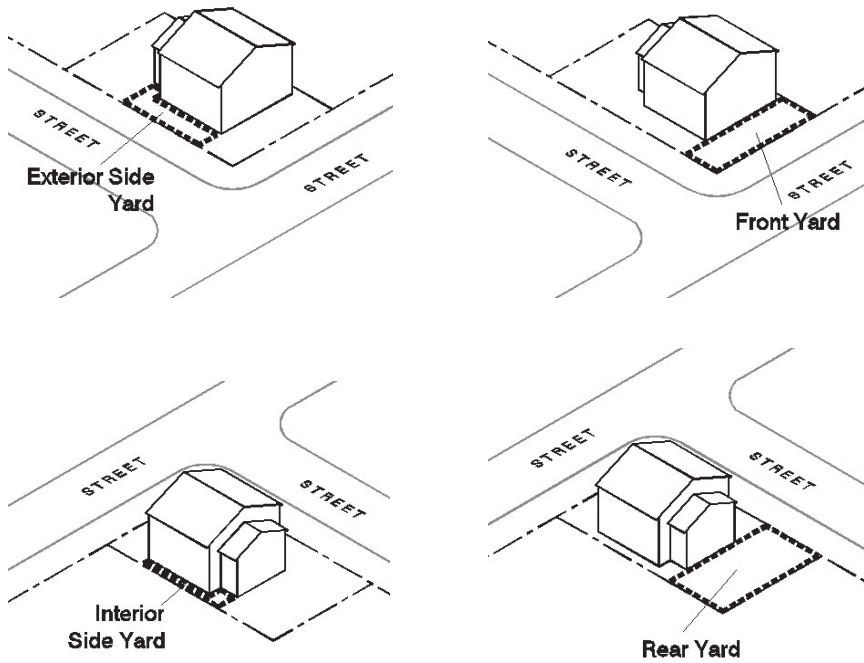 STREET
STREET
Exterior Side
Yard
STREET
STREET
Front Yard
STREET
STREET
Interior
Side Yard
STREET
STREET
Rear Yard